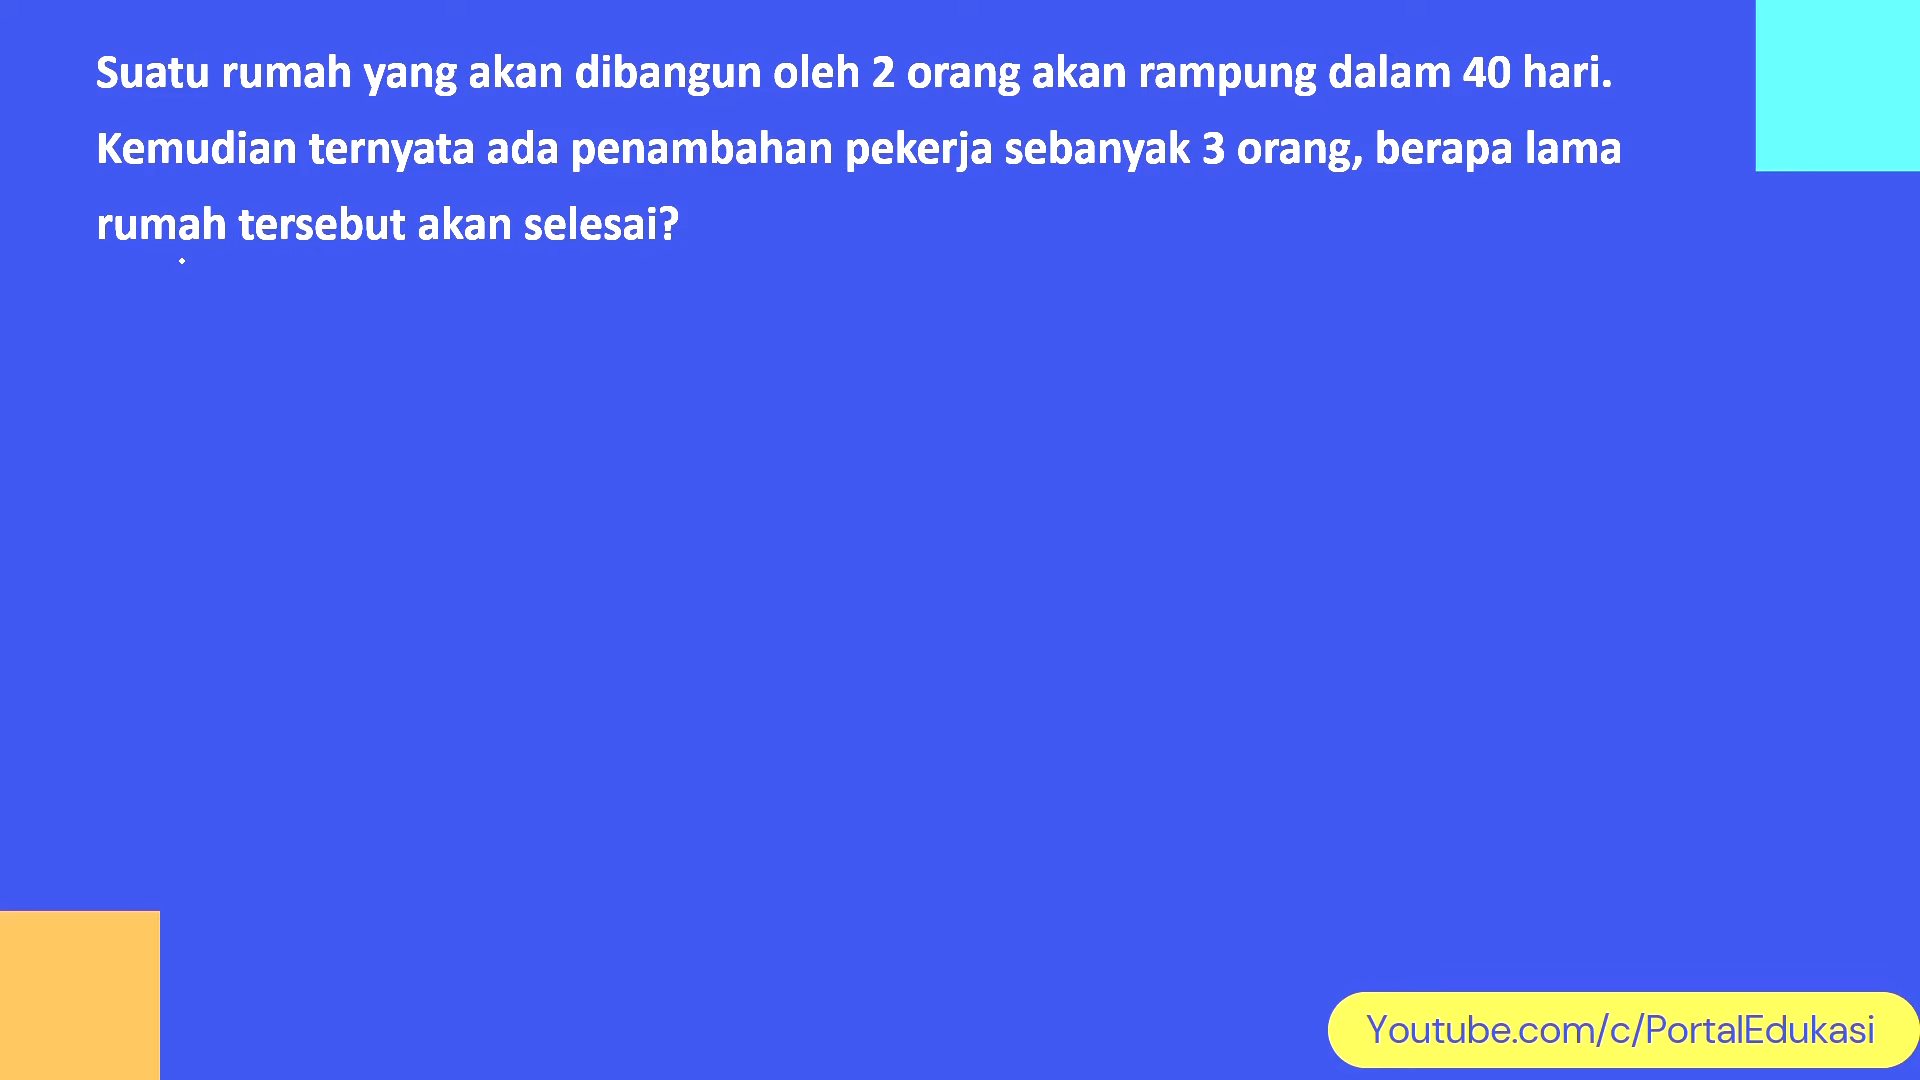 Suatu rumah yang akan dibangun oleh 2 orang akan rampung dalam 40 hari.
Kemudian ternyata ada penambahan pekerja sebanyak 3 orang, berapa lama
rumah tersebut akan selesai?
Youtube.com/c/PortalEdukasi